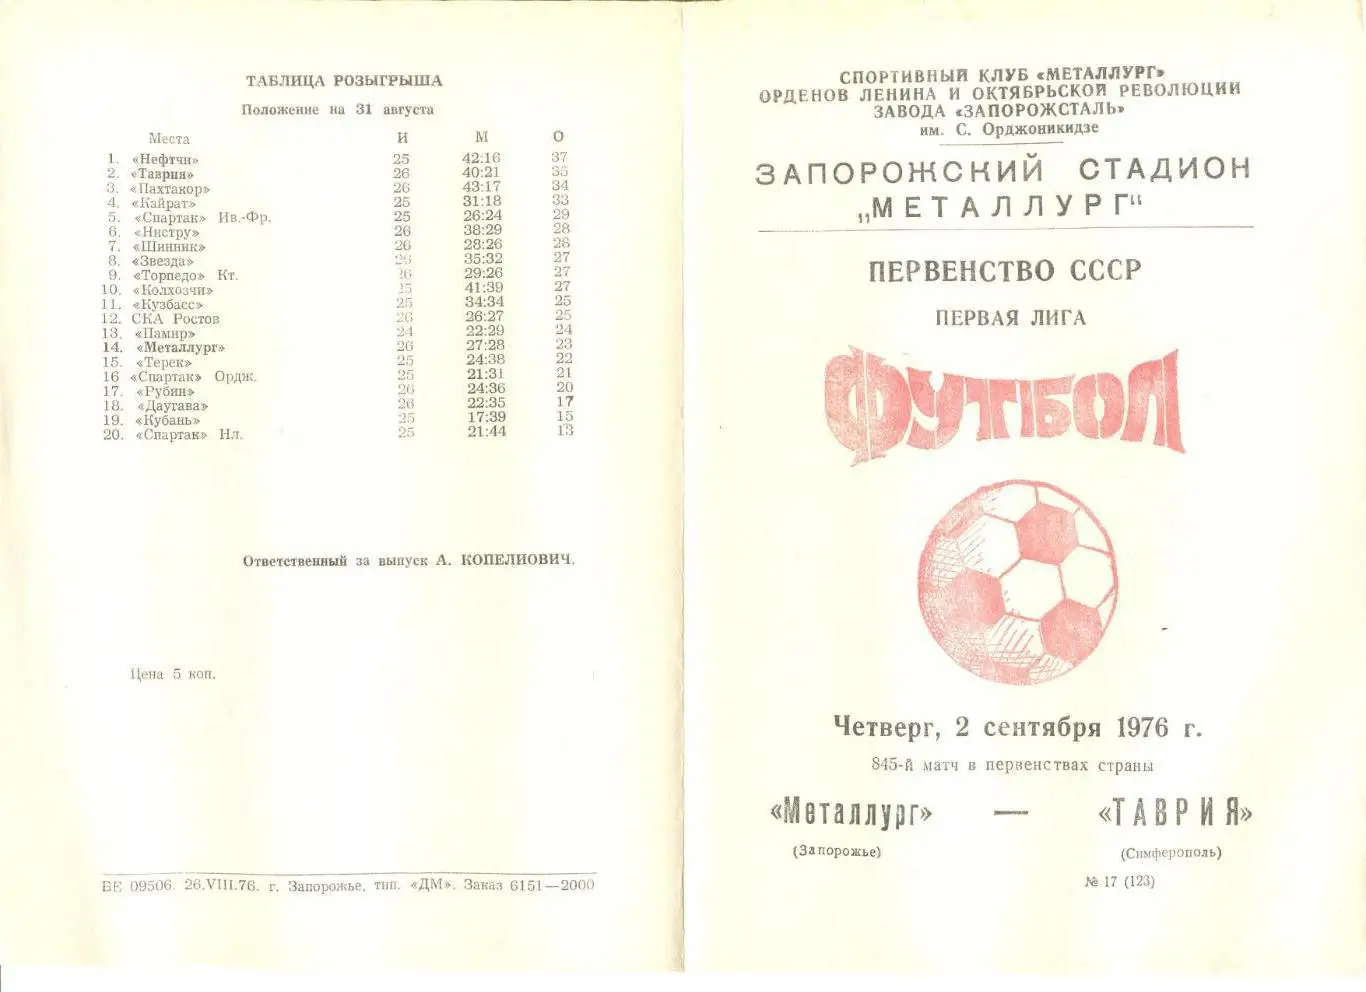 ТАБЛИЦА РОЗЫГРЫША
Положение на 31 августа
Места И М О
1. «Нефтчи» 25 42:16 37
2. «Таврия» 26 40:21 35
3. «Пахтакор» 26 43:17 34
4. «Кайрат» 25 31:18 33
5. «Спартак» Ив.-Фр. 25 26:24 29
6. «Нистру» 26 38:29 28
7. «Шинник» 26 28:26 28
8. «Звезда» 26 35:32 27
9. «Торпедо» Кт. 26 29:26 27
10. «Колхозчи» 25 41:39 27
11. «Кузбасс» 25 34:34 25
12. СКА Ростов 26 26:27 25
13. «Памир» 24 22:29 24
14. «Металлург» 26 27:28 23
15. «Терек» 25 24:38 22
16 «Спартак» Ордж. 25 21:31 21
17. «Рубин» 26 24:36 20
18. «Даугава» 26 22:35 17
19. «Кубань» 25 17:39 15
20. «Спартак» Нл. 25 21:44 13
Ответственный за выпуск А. КОПЕЛИОВИЧ.
Цена 5 коп.
БЕ 09506. 26.VIII.76. г. Запорожье, тип. «ДМ». Заказ 6151—2000
СПОРТИВНЫЙ КЛУБ «МЕТАЛЛУРГ»
ОРДЕНОВ ЛЕНИНА И ОКТЯБРЬСКОЙ РЕВОЛЮЦИИ
ЗАВОДА «ЗАПОРОЖСТАЛЬ»
им. С. Орджоникидзе
ЗАПОРОЖСКИЙ СТАДИОН
„МЕТАЛЛУРГ“
ПЕРВЕНСТВО СССР
ПЕРВАЯ ЛИГА
ФУТБОЛ
Четверг, 2 сентября 1976 г.
845-й матч в первенствах страны
«Металлург» — «ТАВРИЯ»
(Запорожье) (Симферополь)
№ 17 (123)